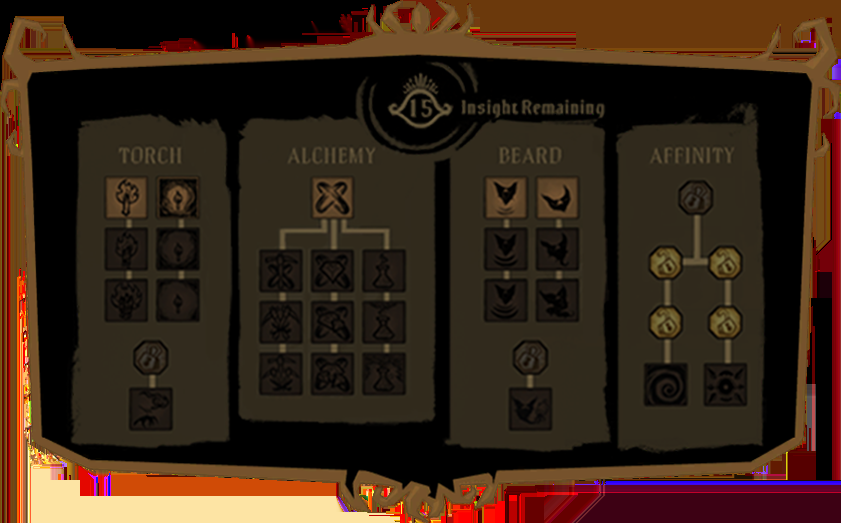 15 Insight Remaining
TORCH
ALCHEMY
BEARD
AFFINITY